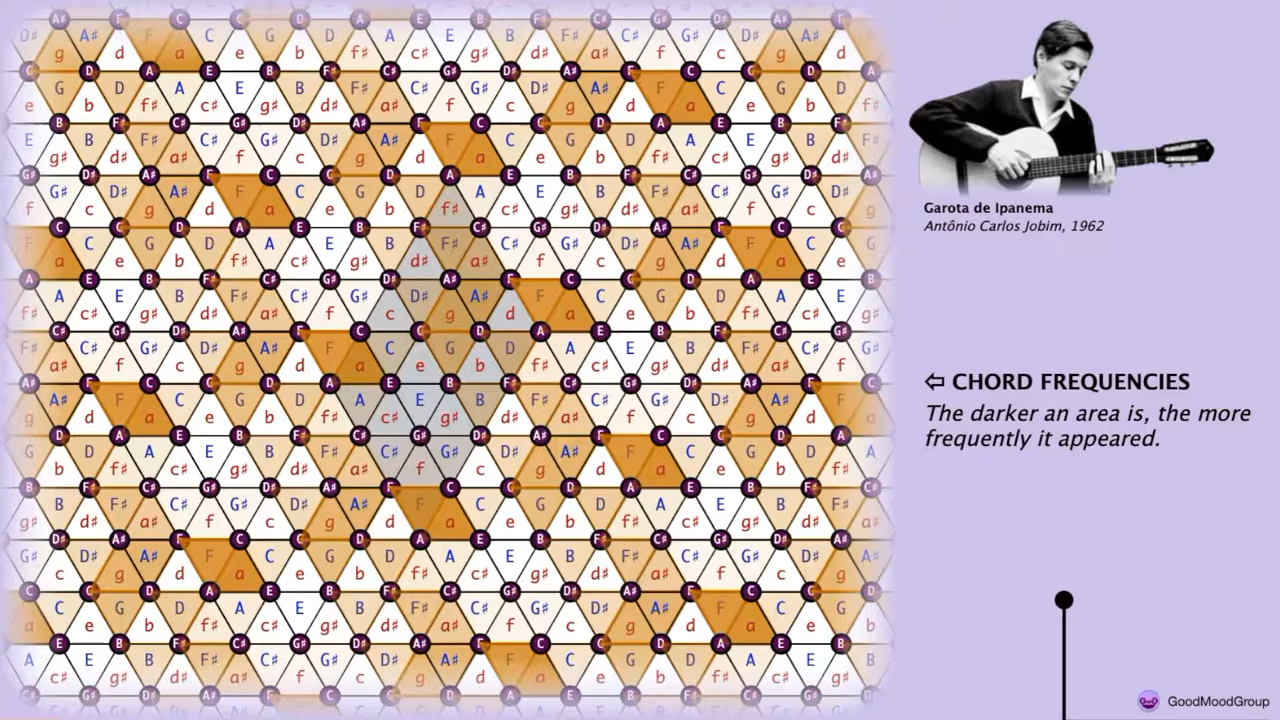 A♯ F C G D A E B F♯ C♯ G♯ D♯ A♯ F
D♯ A♯ F C G D A E B F♯ C♯ G♯ D♯ A♯
g d a e b f♯ c♯ g♯ d♯ a♯ f c g d
G D A E B F♯ C♯ G♯ D♯ A♯ F C G D A
G D A E B F♯ C♯ G♯ D♯ A♯ F C G D
e b f♯ c♯ g♯ d♯ a♯ f c g d a e b f♯
B F♯ C♯ G♯ D♯ A♯ F C G D A E B F♯
E B F♯ C♯ G♯ D♯ A♯ F C G D A E B F♯
g♯ d♯ a♯ f c g d a e b f♯ c♯ g♯ d♯
G♯ D♯ A♯ F C G D A E B F♯ C♯ G♯ D♯ A♯
G♯ D♯ A♯ F C G D A E B F♯ C♯ G♯ D♯
f c g d a e b f♯ c♯ g♯ d♯ a♯ f c g
C G D A E B F♯ C♯ G♯ D♯ A♯ F C G
F C G D A E B F♯ C♯ G♯ D♯ A♯ F C G
a e b f♯ c♯ g♯ d♯ a♯ f c g d a e
A E B F♯ C♯ G♯ D♯ A♯ F C G D A E B
A E B F♯ C♯ G♯ D♯ A♯ F C G D A E
f♯ c♯ g♯ d♯ a♯ f c g d a e b f♯ c♯ g♯
C♯ G♯ D♯ A♯ F C G D A E B F♯ C♯ G♯
F♯ C♯ G♯ D♯ A♯ F C G D A E B F♯ C♯ G♯
a♯ f c g d a e b f♯ c♯ g♯ d♯ a♯ f
A♯ F C G D A E B F♯ C♯ G♯ D♯ A♯ F C
A♯ F C G D A E B F♯ C♯ G♯ D♯ A♯ F
g d a e b f♯ c♯ g♯ d♯ a♯ f c g d a
D A E B F♯ C♯ G♯ D♯ A♯ F C G D A
G D A E B F♯ C♯ G♯ D♯ A♯ F C G D A
b f♯ c♯ g♯ d♯ a♯ f c g d a e b f♯
B F♯ C♯ G♯ D♯ A♯ F C G D A E B F♯ C♯
B F♯ C♯ G♯ D♯ A♯ F C G D A E B F♯
g♯ d♯ a♯ f c g d a e b f♯ c♯ g♯ d♯ a♯
D♯ A♯ F C G D A E B F♯ C♯ G♯ D♯ A♯
G♯ D♯ A♯ F C G D A E B F♯ C♯ G♯ D♯ A♯
c g d a e b f♯ c♯ g♯ d♯ a♯ f c g
C G D A E B F♯ C♯ G♯ D♯ A♯ F C G D
C G D A E B F♯ C♯ G♯ D♯ A♯ F C G
a e b f♯ c♯ g♯ d♯ a♯ f c g d a e b
E B F♯ C♯ G♯ D♯ A♯ F C G D A E B
A E B F♯ C♯ G♯ D♯ A♯ F C G D A E B
c♯ g♯ d♯ a♯ f c g d a e b f♯ c♯ g♯
C♯ G♯ D♯ A♯ F C G D A E B F♯ C♯ G♯ D♯
Garota de Ipanema
Antônio Carlos Jobim, 1962
⇦ CHORD FREQUENCIES
The darker an area is, the more
frequently it appeared.
GoodMoodGroup